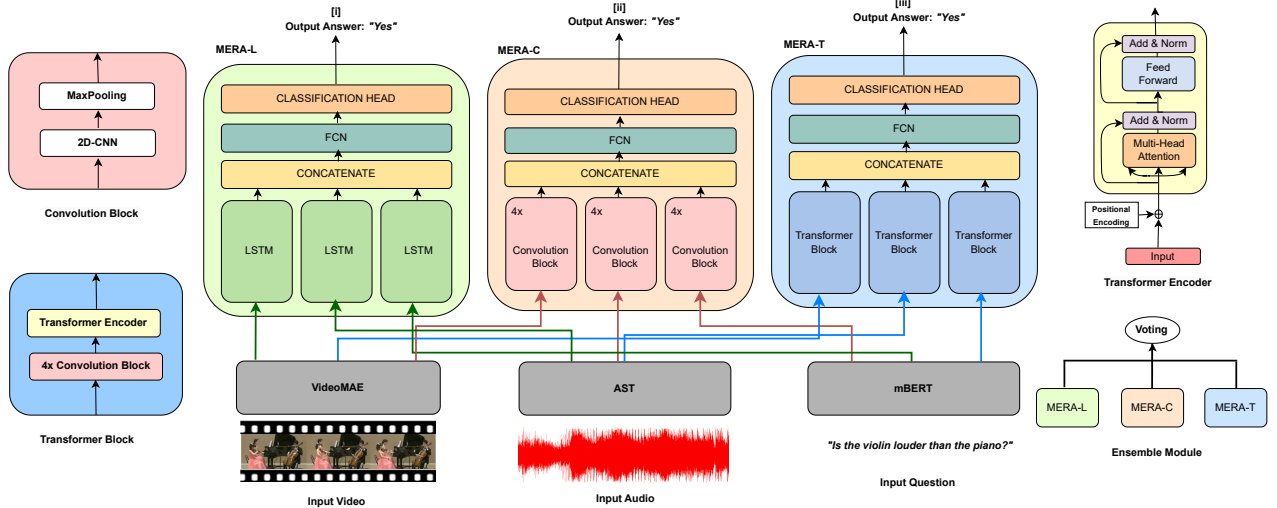 MaxPooling
2D-CNN
Convolution Block
Transformer Encoder
4x Convolution Block
Transformer Block
[i]
Output Answer: "Yes"
MERA-L
CLASSIFICATION HEAD
FCN
CONCATENATE
LSTM
LSTM
LSTM
[ii]
Output Answer: "Yes"
MERA-C
CLASSIFICATION HEAD
FCN
CONCATENATE
4x
Convolution
Block
4x
Convolution
Block
4x
Convolution
Block
[iii]
Output Answer: "Yes"
MERA-T
CLASSIFICATION HEAD
FCN
CONCATENATE
Transformer
Block
Transformer
Block
Transformer
Block
VideoMAE
AST
mBERT
Input Video
Input Audio
"Is the violin louder than the piano?"
Input Question
Add & Norm
Feed
Forward
Add & Norm
Multi-Head
Attention
Positional
Encoding
Input
Transformer Encoder
Voting
MERA-L
MERA-C
MERA-T
Ensemble Module